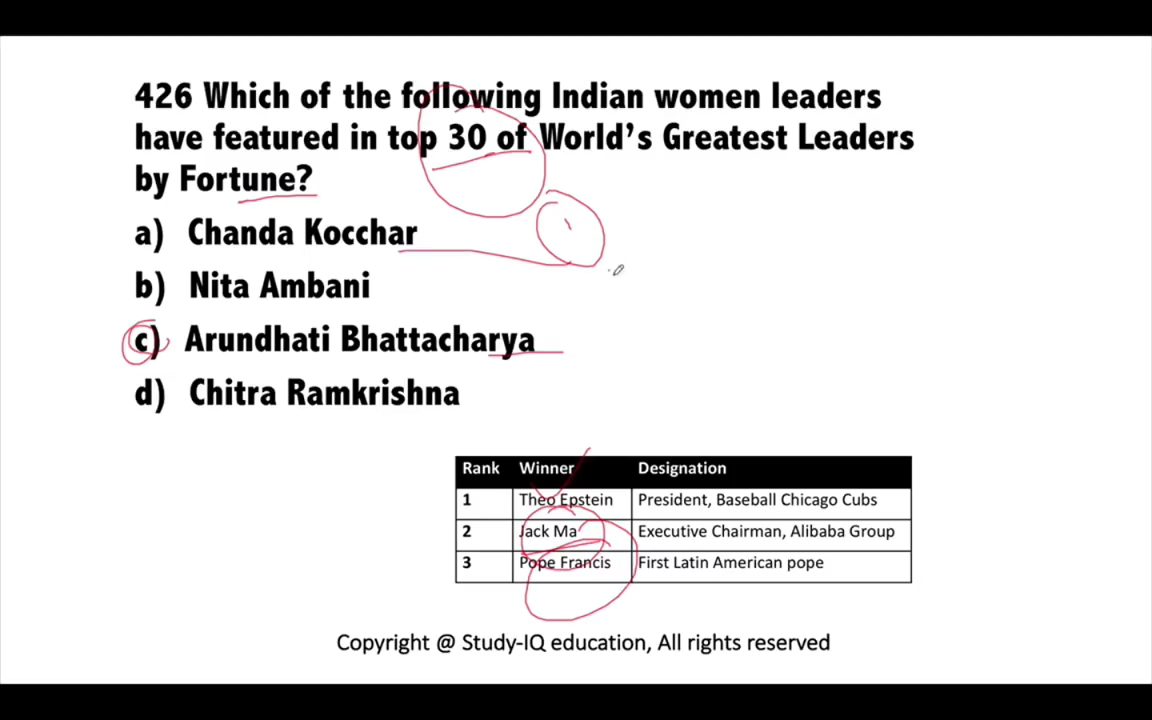 426 Which of the following Indian women leaders
have featured in top 30 of World's Greatest Leaders
by Fortune?
a) Chanda Kocchar
b) Nita Ambani
c) Arundhati Bhattacharya
d) Chitra Ramkrishna
Rank Winner Designation
1 Theo Epstein President, Baseball Chicago Cubs
2 Jack Ma Executive Chairman, Alibaba Group
3 Pope Francis First Latin American pope
Copyright @ Study-IQ education, All rights reserved